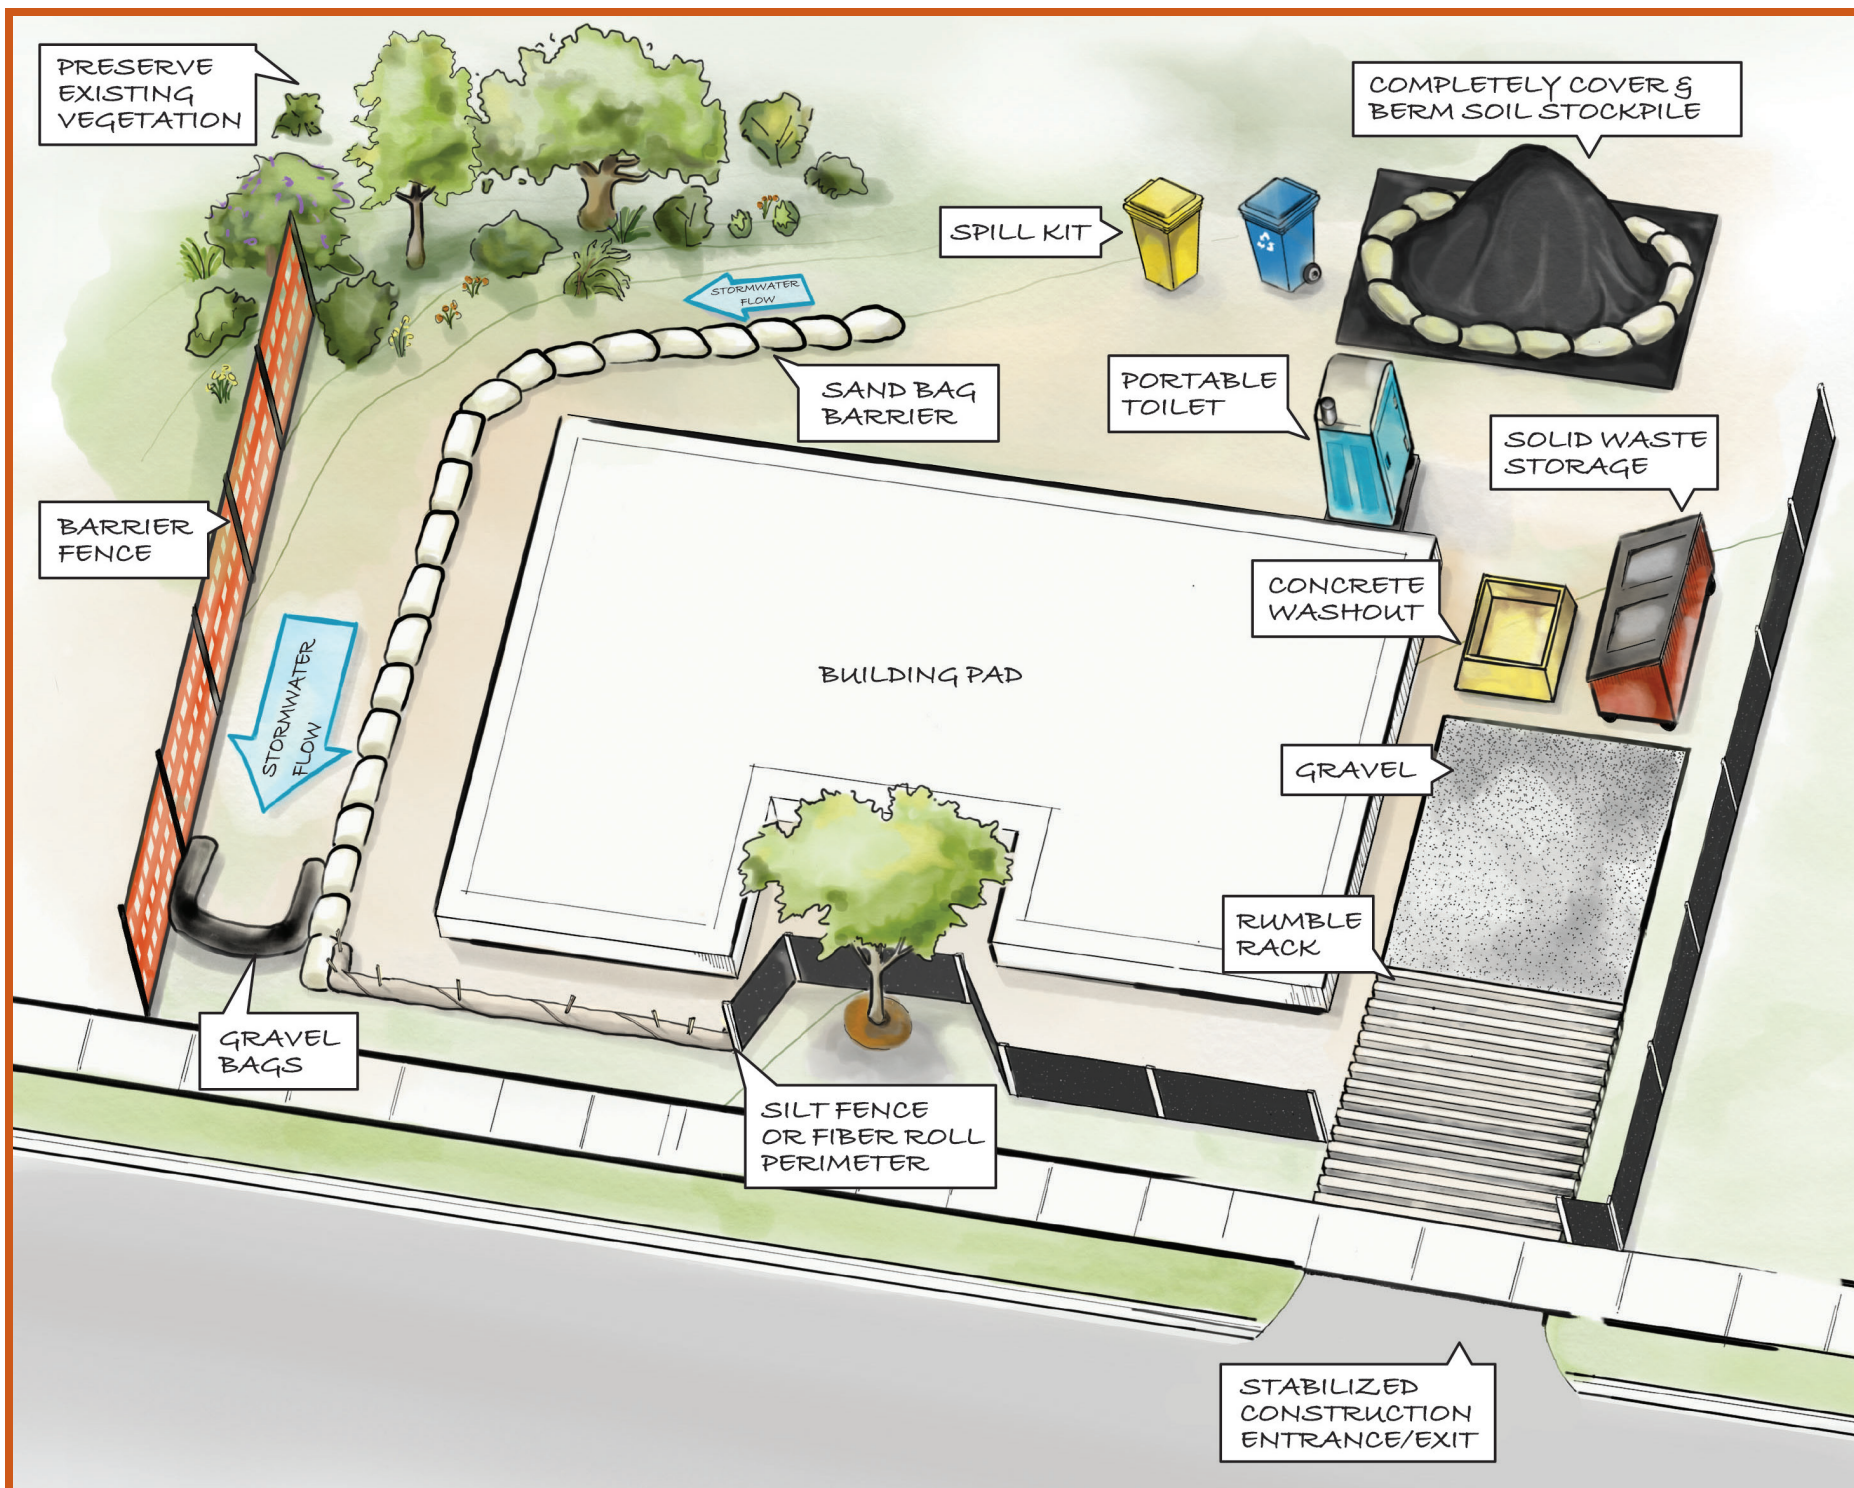 PRESERVE
EXISTING
VEGETATION
COMPLETELY COVER &
BERM SOIL STOCKPILE
SPILL KIT
STORMWATER
FLOW
SAND BAG
BARRIER
PORTABLE
TOILET
SOLID WASTE
STORAGE
BARRIER
FENCE
CONCRETE
WASHOUT
STORMWATER
FLOW
BUILDING PAD
GRAVEL
RUMBLE
RACK
GRAVEL
BAGS
SILT FENCE
OR FIBER ROLL
PERIMETER
STABILIZED
CONSTRUCTION
ENTRANCE/EXIT